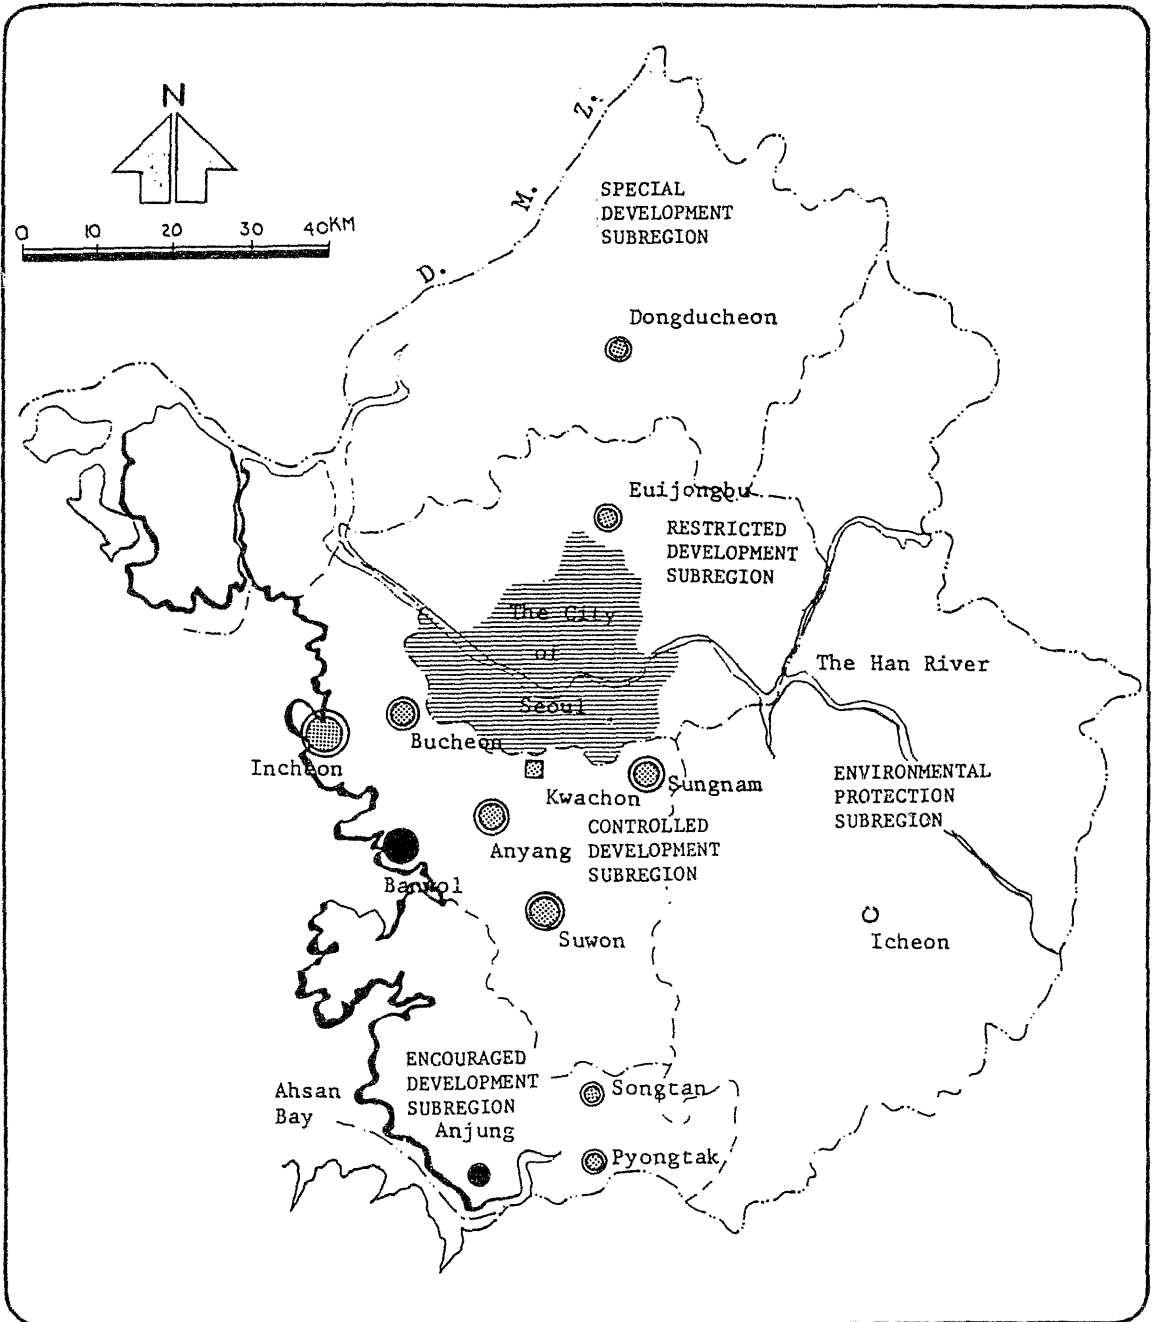 N
0 10 20 30 40KM
D. M. Z.
SPECIAL
DEVELOPMENT
SUBREGION
Dongducheon
Euijongbu
RESTRICTED
DEVELOPMENT
SUBREGION
The City
of
Seoul
The Han River
Bucheon
Incheon
Kwachon
Sungnam
ENVIRONMENTAL
PROTECTION
SUBREGION
CONTROLLED
DEVELOPMENT
SUBREGION
Anyang
Banwol
Suwon
Icheon
ENCOURAGED
DEVELOPMENT
SUBREGION
Ahsan
Bay
Songtan
Anjung
Pyongtak